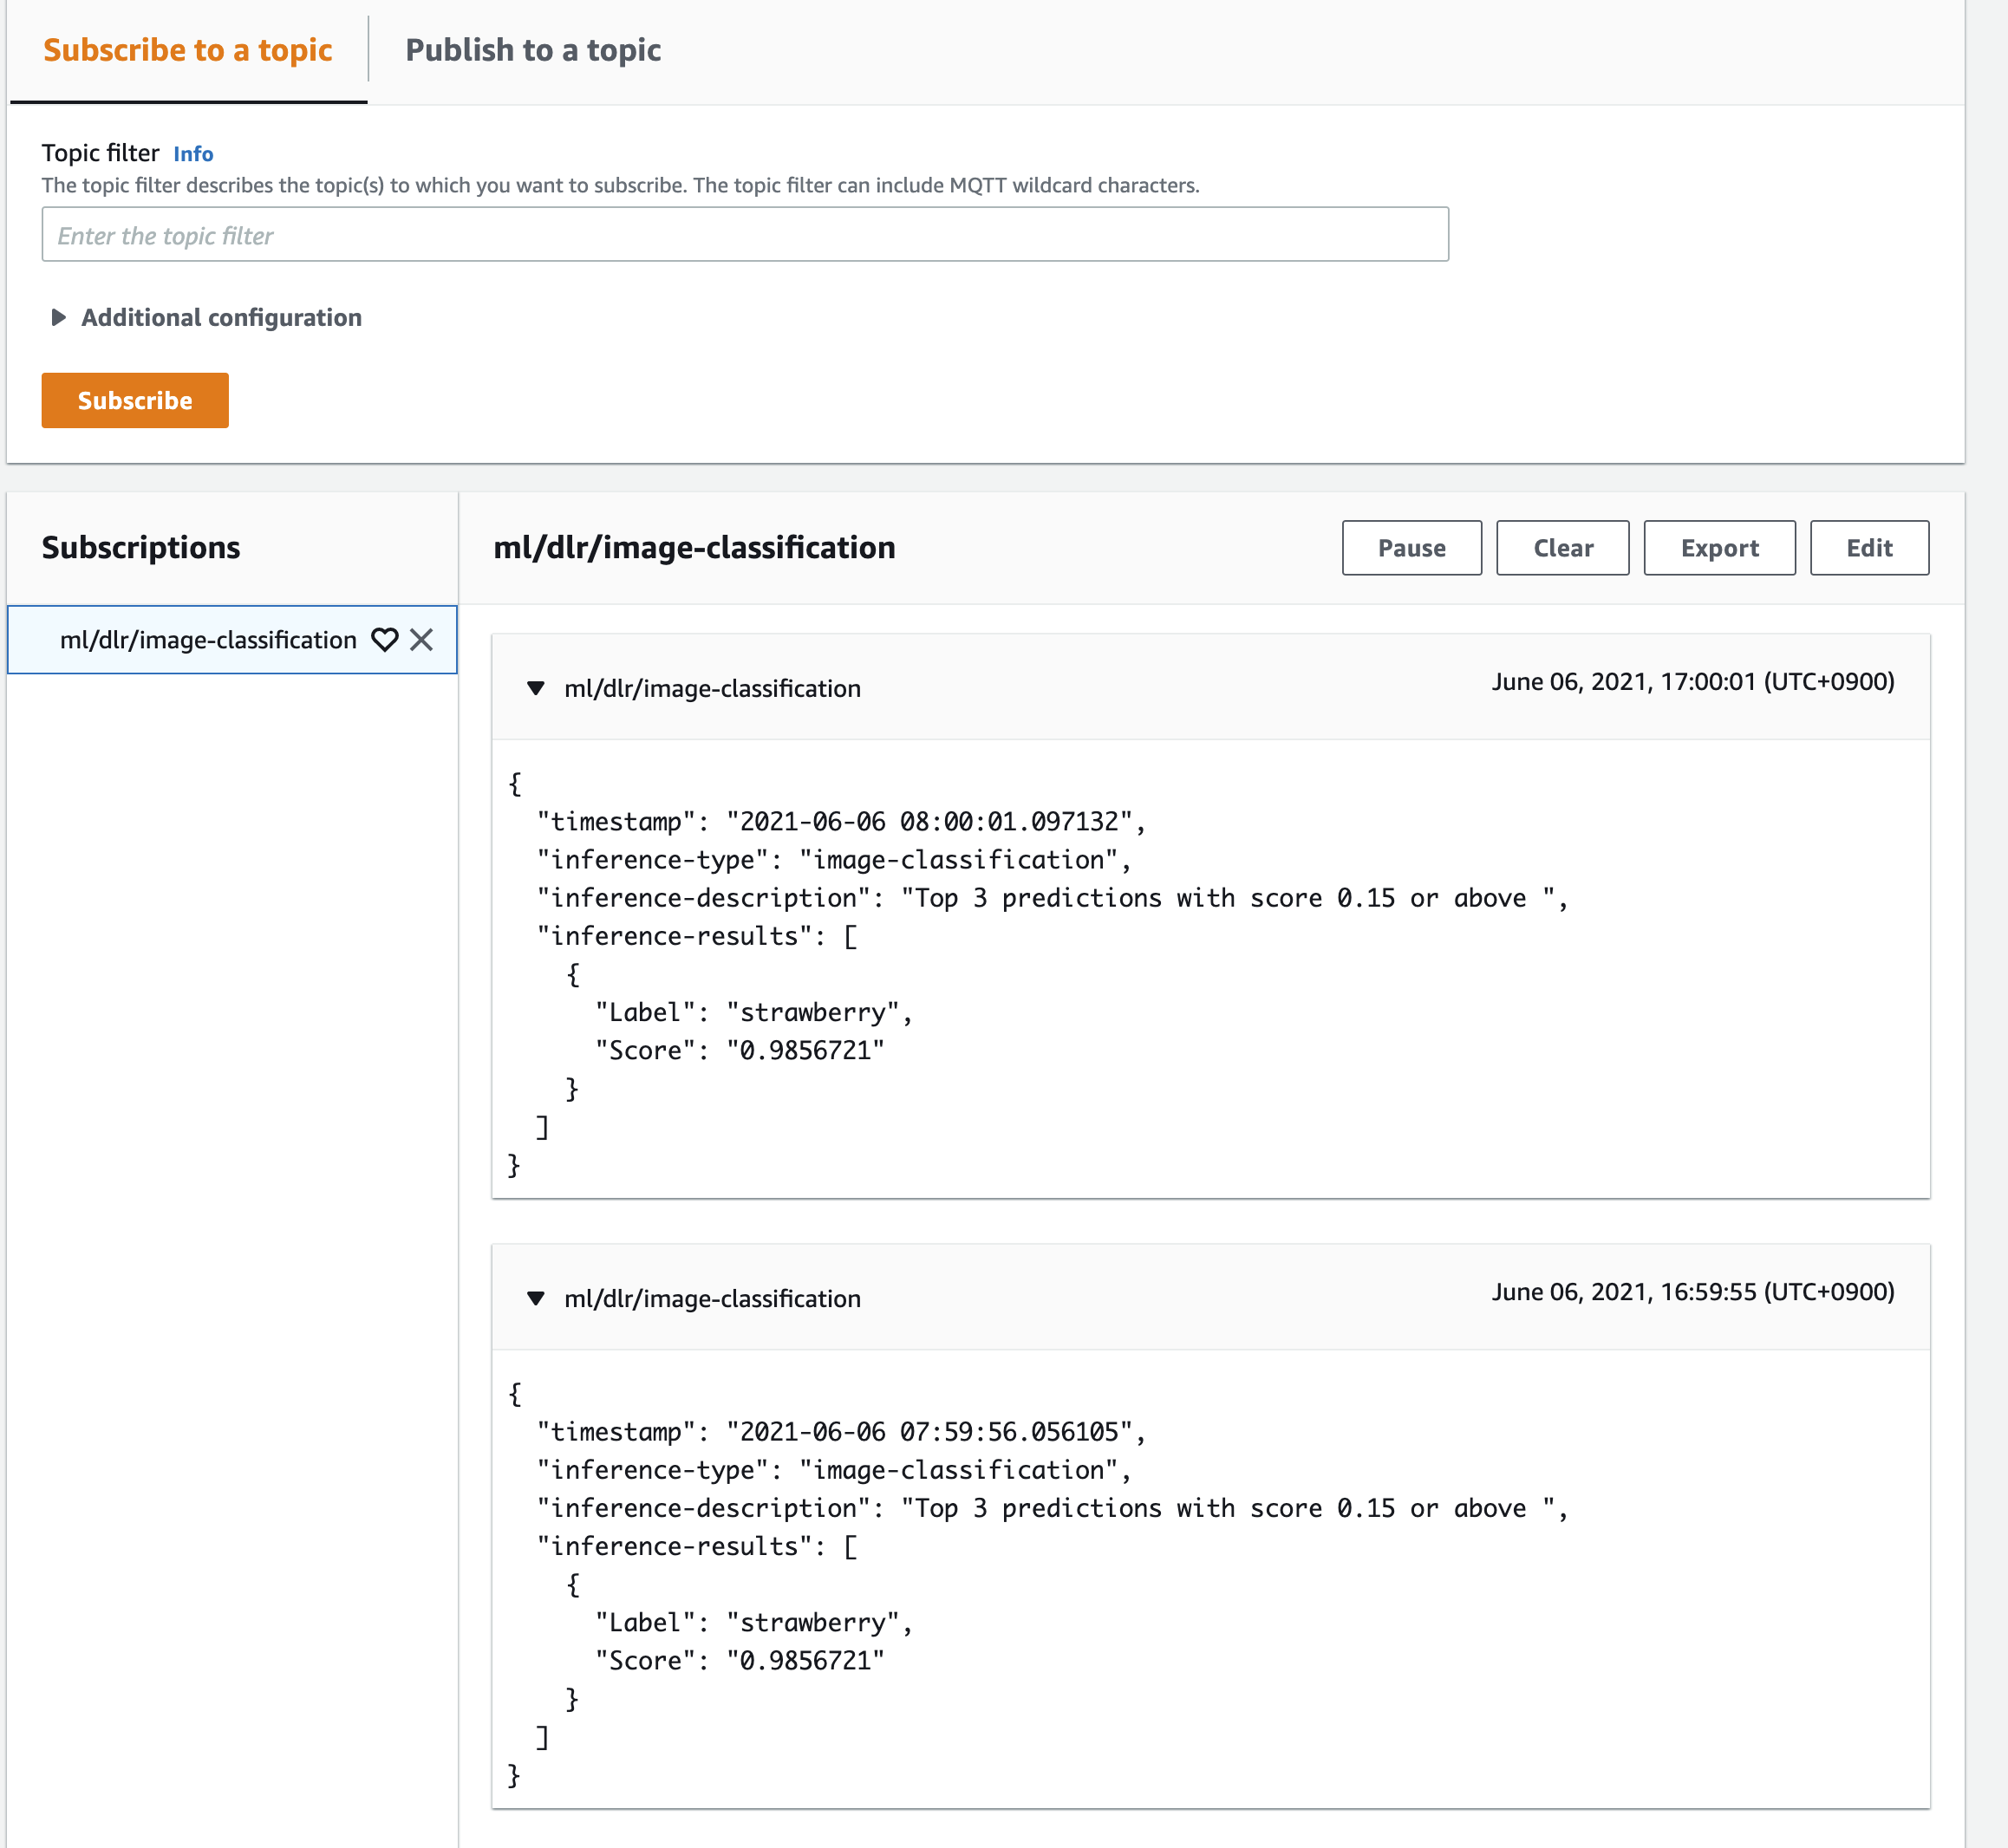 Subscribe to a topic
Publish to a topic
Topic filter Info
The topic filter describes the topic(s) to which you want to subscribe. The topic filter can include MQTT wildcard characters.
Enter the topic filter
Additional configuration
Subscribe
Subscriptions
ml/dlr/image-classification
ml/dlr/image-classification
Pause
Clear
Export
Edit
ml/dlr/image-classification
June 06, 2021, 17:00:01 (UTC+0900)
{
"timestamp": "2021-06-06 08:00:01.097132",
"inference-type": "image-classification",
"inference-description": "Top 3 predictions with score 0.15 or above ",
"inference-results": [
{
"Label": "strawberry",
"Score": "0.9856721"
}
]
}
ml/dlr/image-classification
June 06, 2021, 16:59:55 (UTC+0900)
{
"timestamp": "2021-06-06 07:59:56.056105",
"inference-type": "image-classification",
"inference-description": "Top 3 predictions with score 0.15 or above ",
"inference-results": [
{
"Label": "strawberry",
"Score": "0.9856721"
}
]
}